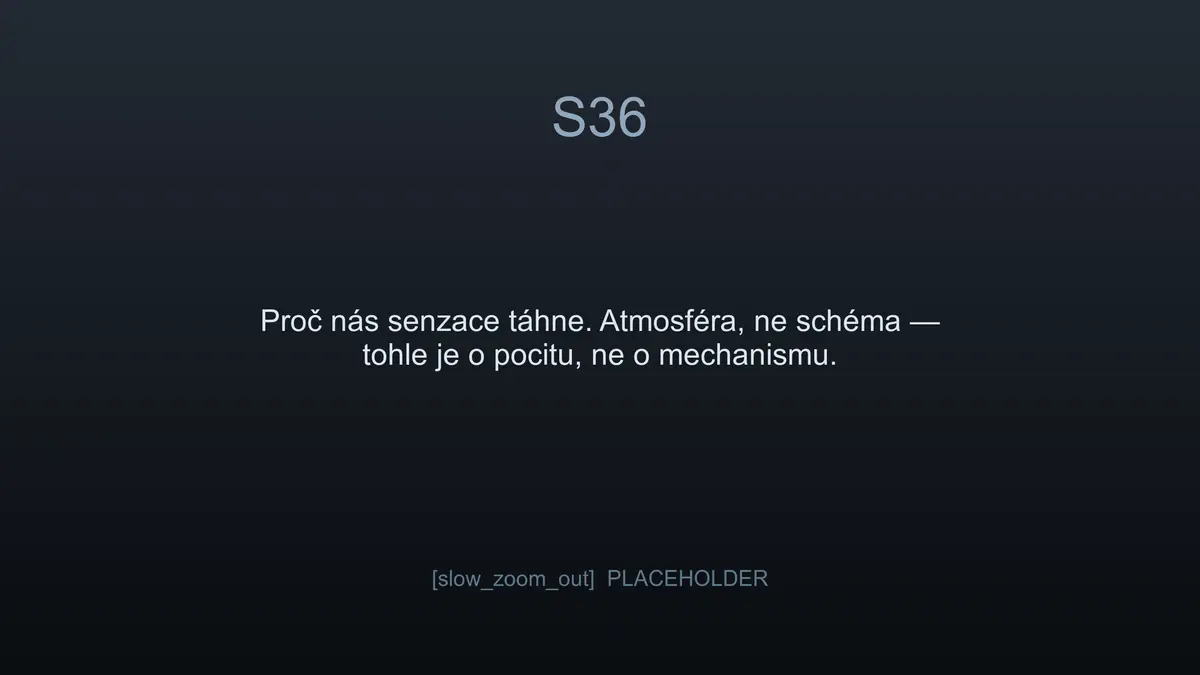 S36
Proč nás senzace táhne. Atmosféra, ne schéma —
tohle je o pocitu, ne o mechanismu.
[slow_zoom_out] PLACEHOLDER